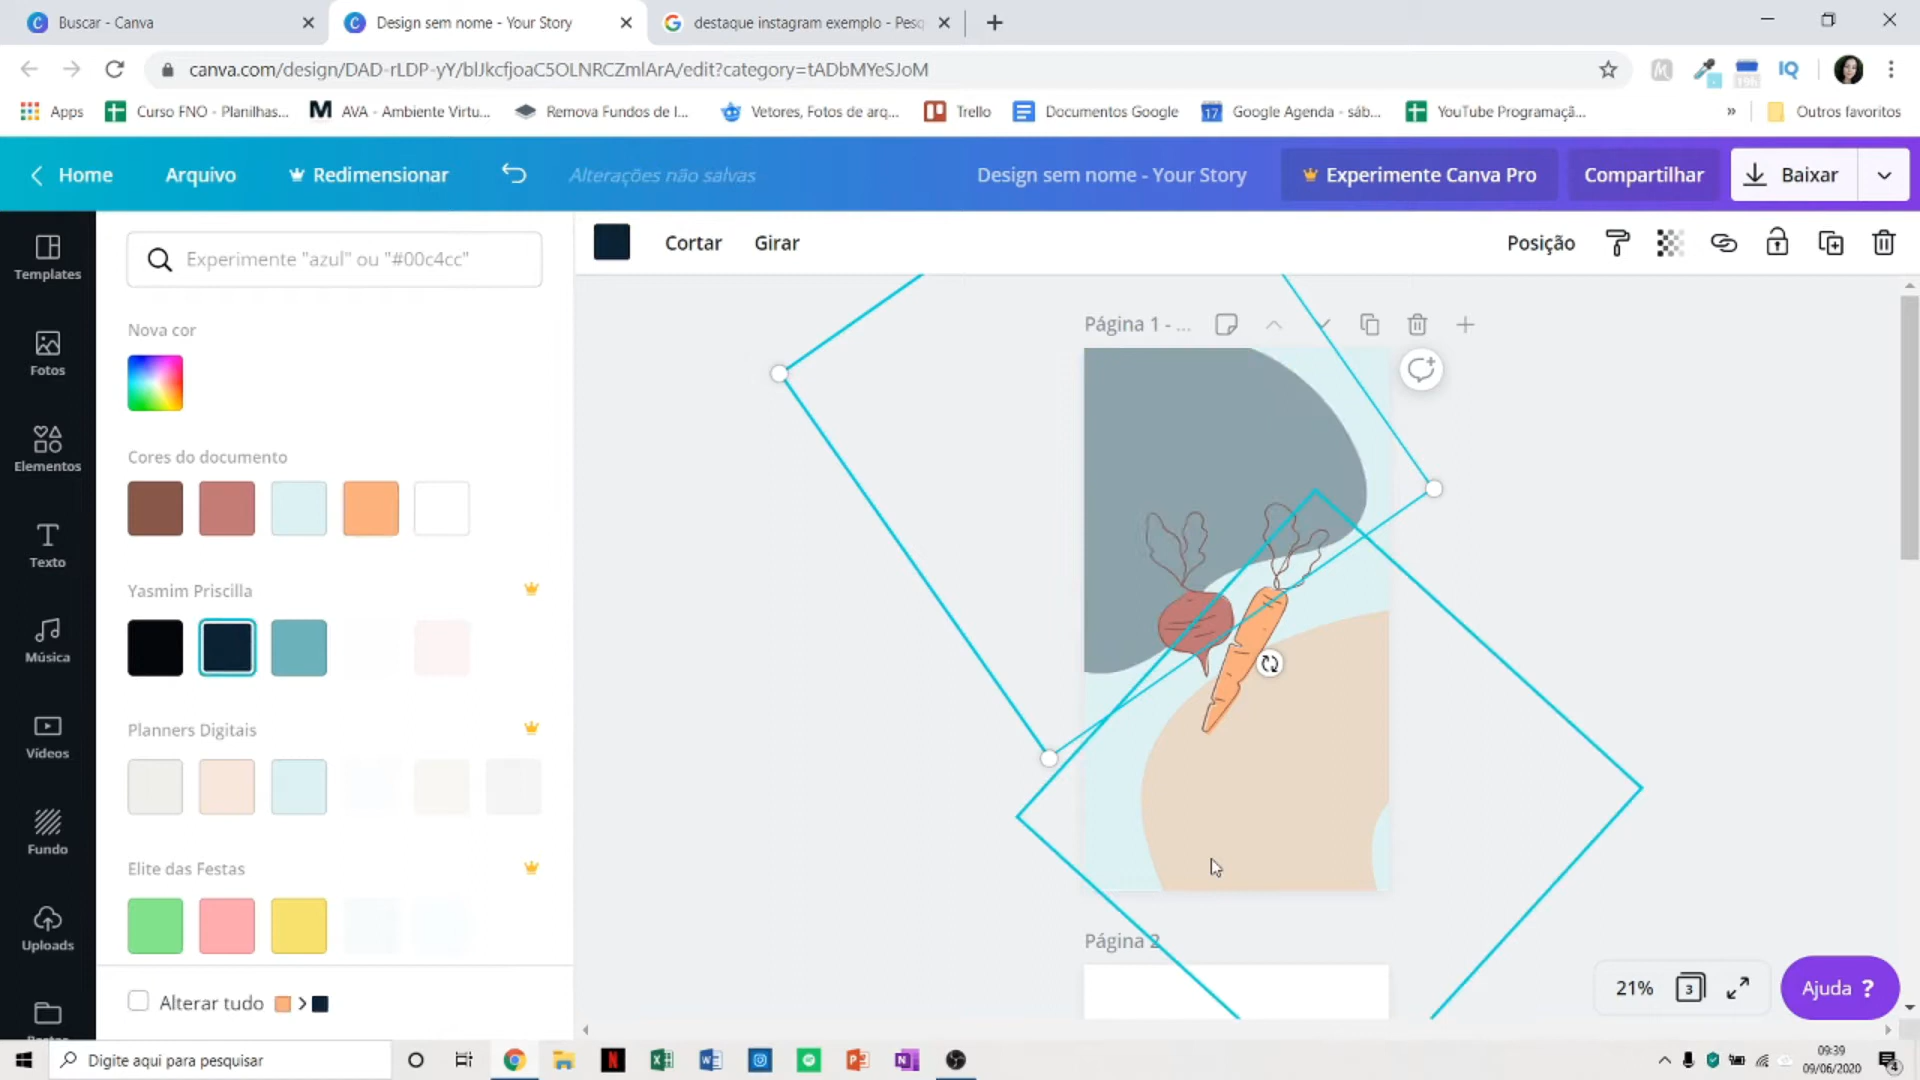 Buscar - Canva
Design sem nome - Your Story
destaque instagram exemplo - Pesq
canva.com/design/DAD-rLDP-yY/blJkcfjoaC5OLNRCZmlArA/edit?category=tADbMYeSJoM
IQ
Apps
Curso FNO - Planilhas...
AVA - Ambiente Virtu...
Remova Fundos de I...
Vetores, Fotos de arq...
Trello
Documentos Google
17
Google Agenda - sáb...
YouTube Programaçã...
Outros favoritos
Home
Arquivo
Redimensionar
Alterações não salvas
Design sem nome - Your Story
Experimente Canva Pro
Compartilhar
Baixar
Templates
Fotos
Elementos
Texto
Música
Vídeos
Fundo
Uploads
Experimente "azul" ou "#00c4cc"
Nova cor
Cores do documento
Yasmim Priscilla
Planners Digitais
Elite das Festas
Alterar tudo
Cortar
Girar
Posição
Página 1 - ...
Página 2
21%
3
Ajuda ?
Digite aqui para pesquisar
09:39
09/06/2020
4